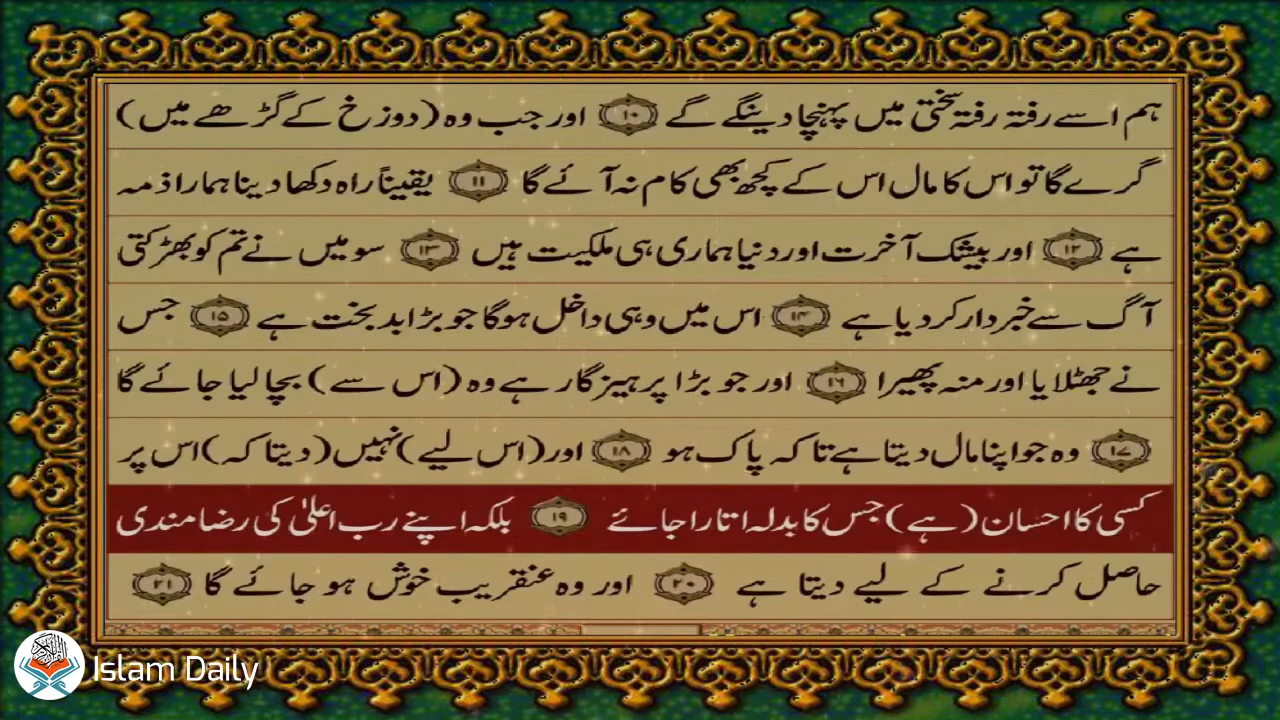 ہم اسے رفتہ رفتہ سختی میں پہنچا دینگے گے ۱۰ اور جب وہ (دوزخ کے گڑھے میں)
گرے گا تو اس کا مال اس کے کچھ بھی کام نہ آئے گا ۱۱ یقیناً راہ دکھا دینا ہمارا ذمہ
ہے ۱۲ اور بیشک آخرت اور دنیا ہماری ہی ملکیت ہیں ۱۳ سو میں نے تم کو بھڑکتی
آگ سے خبردار کر دیا ہے ۱۴ اس میں وہی داخل ہوگا جو بڑا بدبخت ہے ۱۵ جس
نے جھٹلایا اور منہ پھیرا ۱۶ اور جو بڑا پرہیزگار ہے وہ (اس سے) بچا لیا جائے گا
۱۷ وہ جو اپنا مال دیتا ہے تاکہ پاک ہو ۱۸ اور (اس لیے) نہیں (دیتا کہ) اس پر
کسی کا احسان (ہے) جس کا بدلہ اتارا جائے ۱۹ بلکہ اپنے رب اعلیٰ کی رضامندی
حاصل کرنے کے لیے دیتا ہے ۲۰ اور وہ عنقریب خوش ہو جائے گا ۲۱
Islam Daily